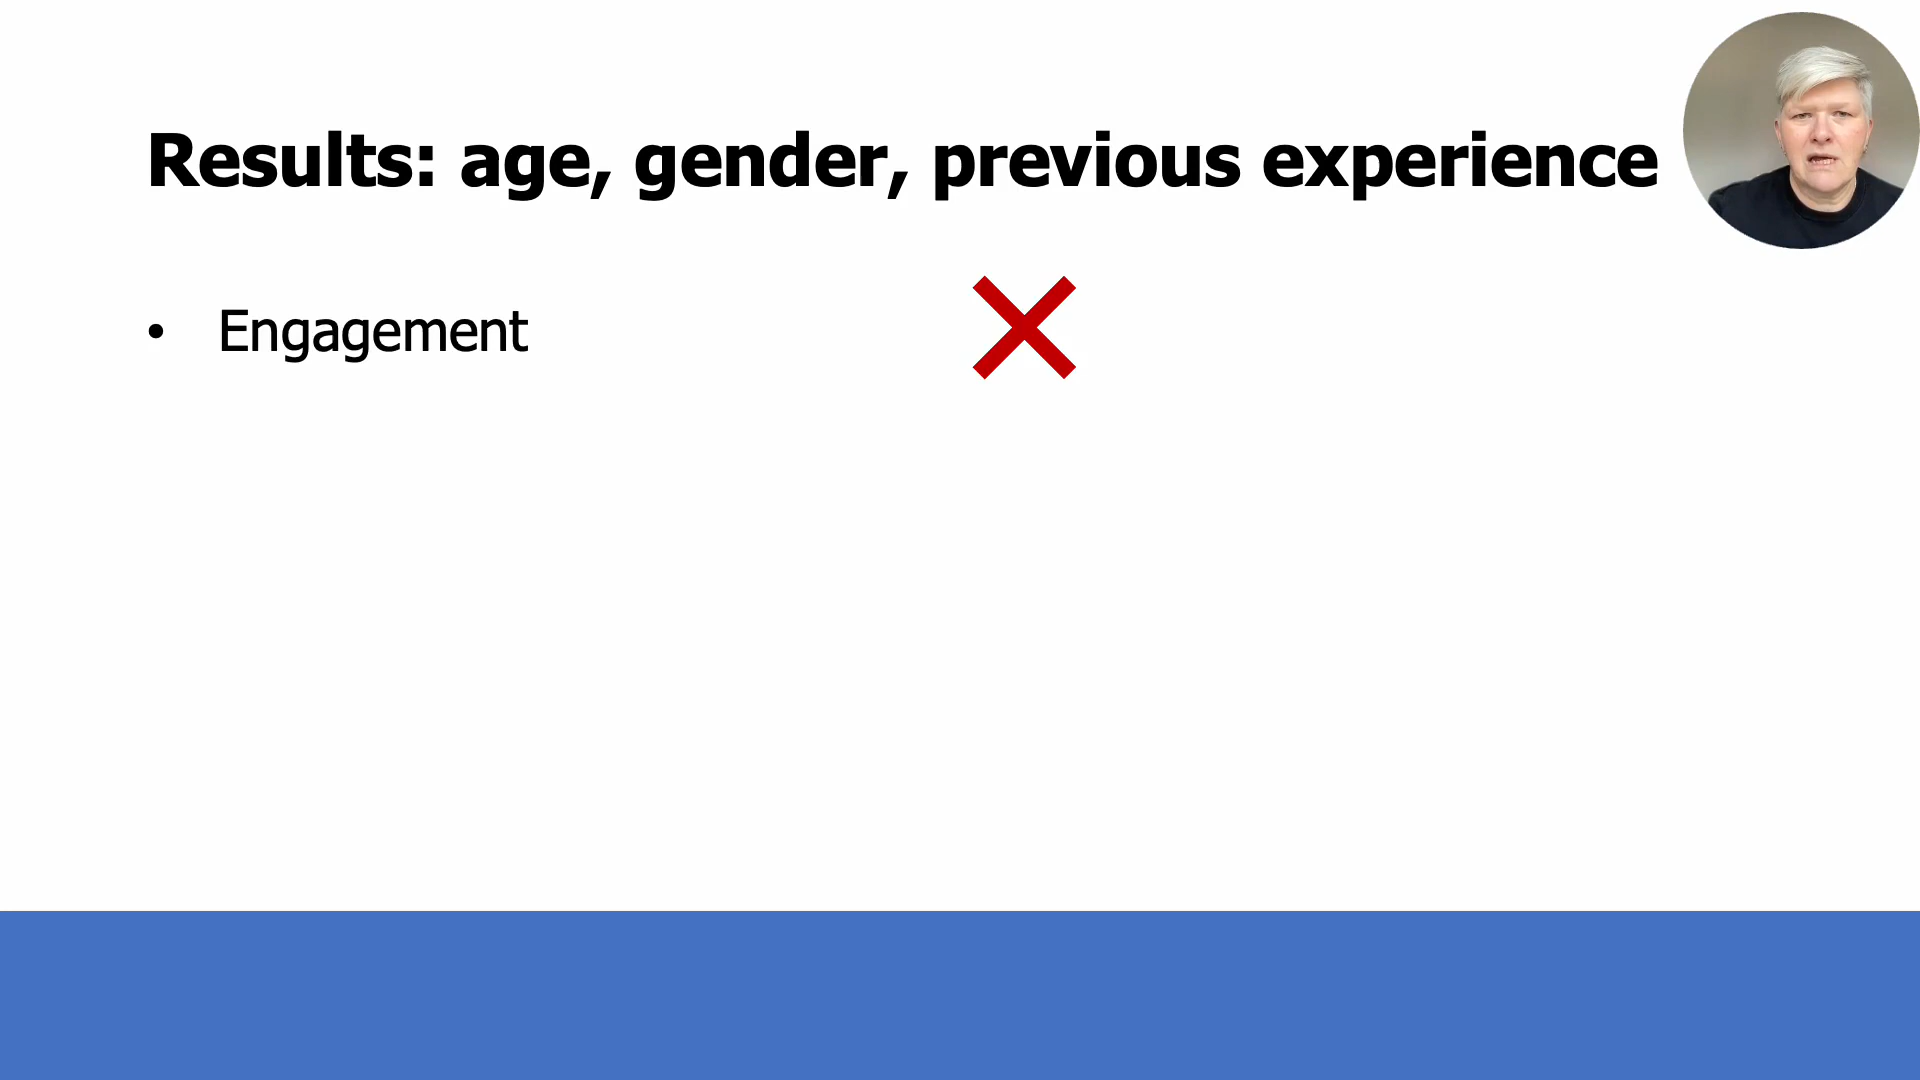 Results: age, gender, previous experience
• Engagement